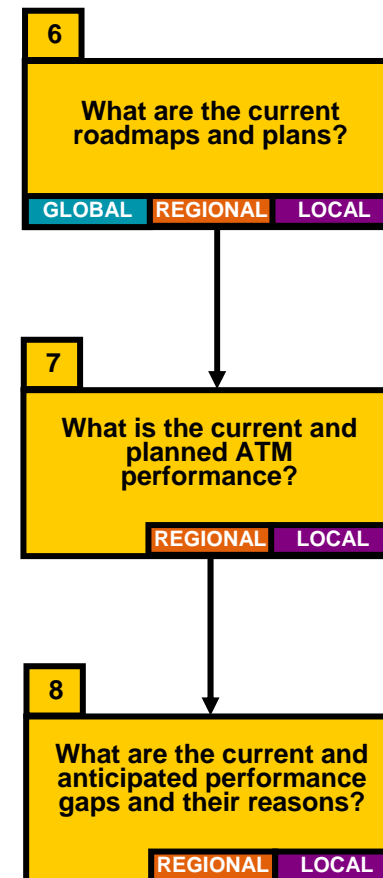 6
What are the current
roadmaps and plans?
GLOBAL REGIONAL LOCAL
7
What is the current and
planned ATM
performance?
REGIONAL LOCAL
8
What are the current and
anticipated performance
gaps and their reasons?
REGIONAL LOCAL